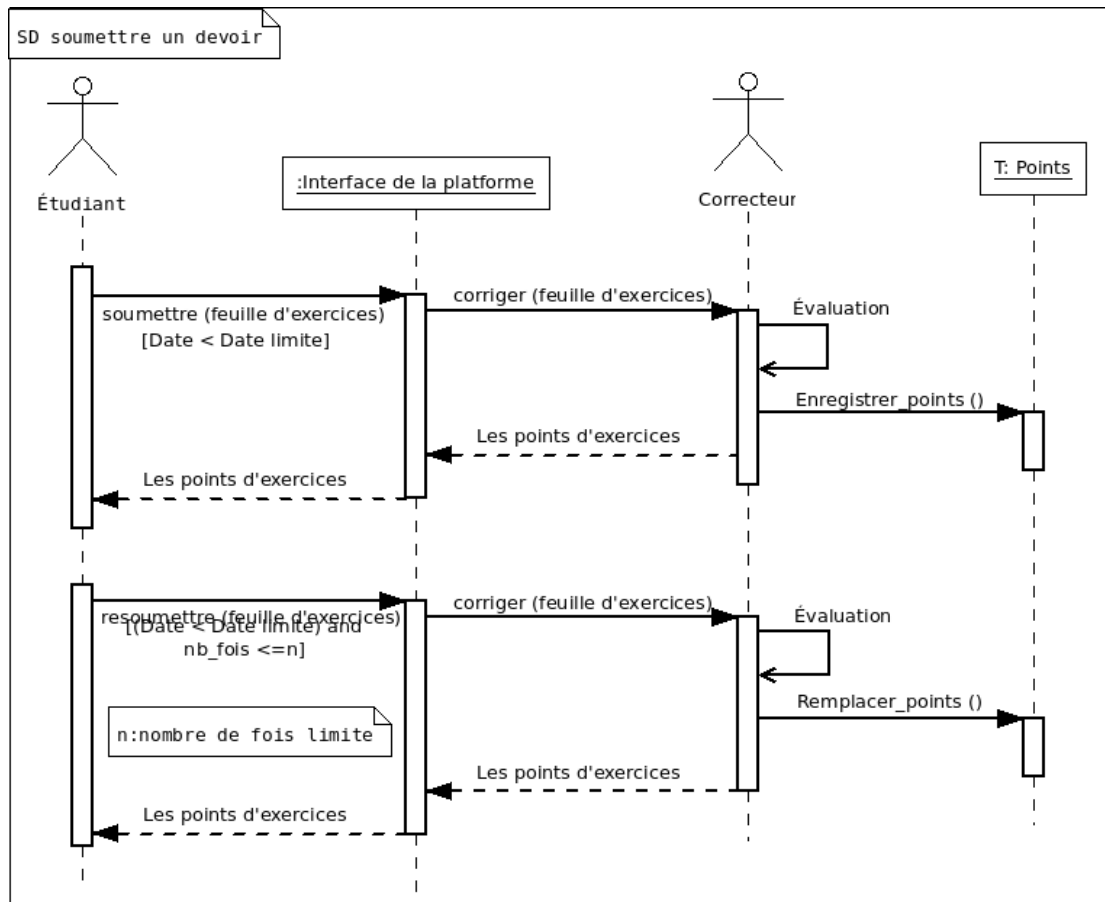 SD soumettre un devoir
Étudiant
:Interface de la platforme
Correcteur
T: Points
soumettre (feuille d'exercices)
[Date < Date limite]
corriger (feuille d'exercices)
Évaluation
Enregistrer_points ()
Les points d'exercices
Les points d'exercices
resoumettre (feuille d'exercices)
[(Date < Date limite) and
nb_fois <=n]
corriger (feuille d'exercices)
Évaluation
Remplacer_points ()
n:nombre de fois limite
Les points d'exercices
Les points d'exercices